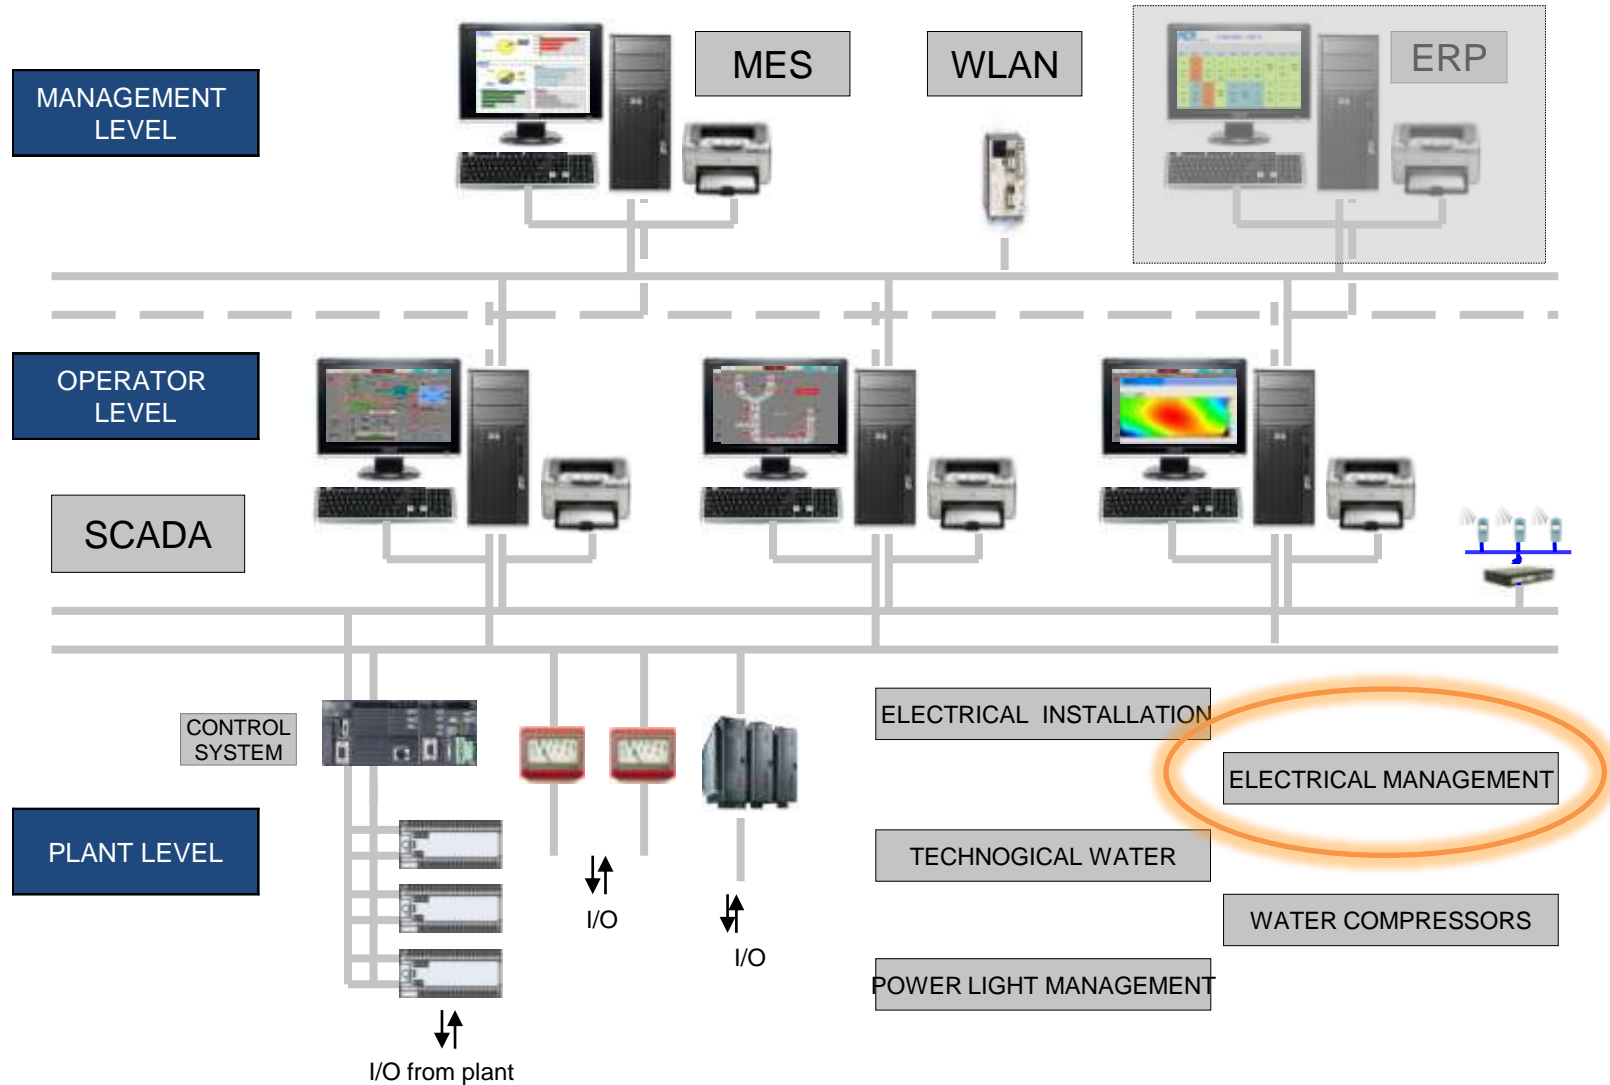 MES
WLAN
ERP
MANAGEMENT
LEVEL
OPERATOR
LEVEL
SCADA
CONTROL
SYSTEM
ELECTRICAL INSTALLATION
ELECTRICAL MANAGEMENT
PLANT LEVEL
TECHNOGICAL WATER
I/O
WATER COMPRESSORS
I/O
POWER LIGHT MANAGEMENT
I/O from plant